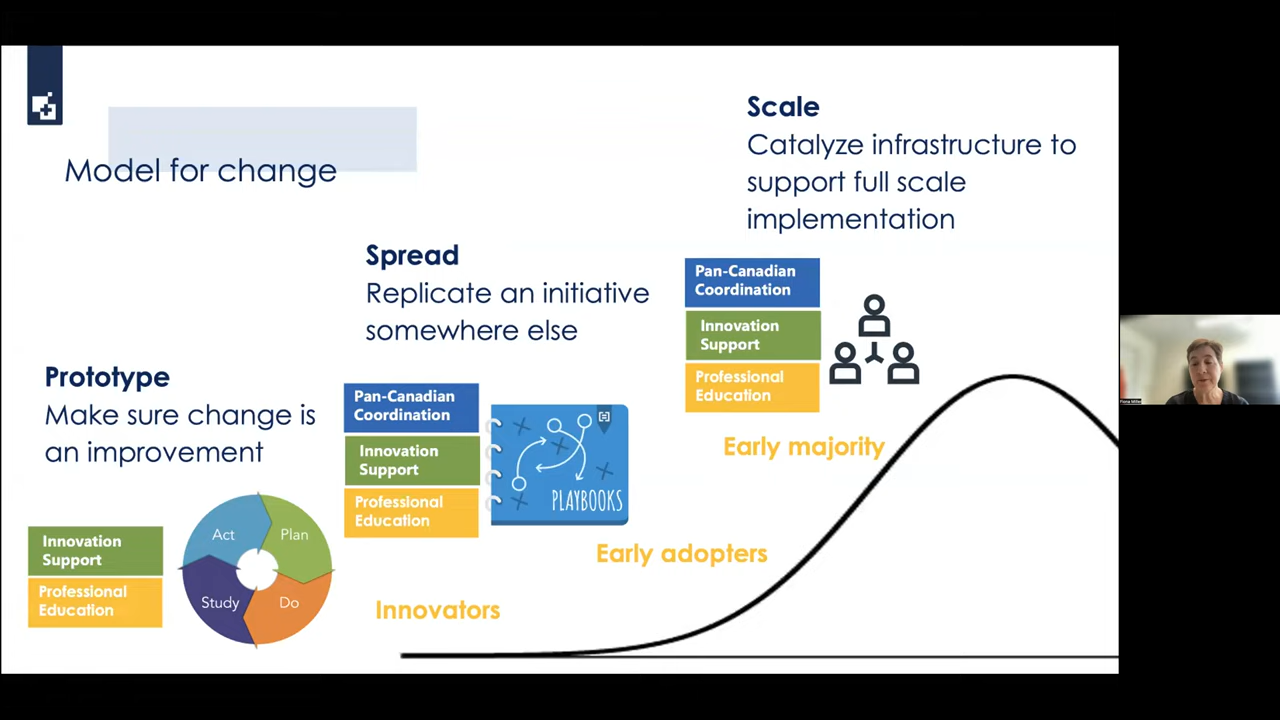 Model for change
Scale
Catalyze infrastructure to
support full scale
implementation
Spread
Replicate an initiative
somewhere else
Pan-Canadian
Coordination
Innovation
Support
Professional
Education
Prototype
Make sure change is
an improvement
Pan-Canadian
Coordination
Innovation
Support
Professional
Education
PLAYBOOKS
Early majority
Innovation
Support
Professional
Education
Act
Plan
Study
Do
Early adopters
Innovators
Fiona Miller